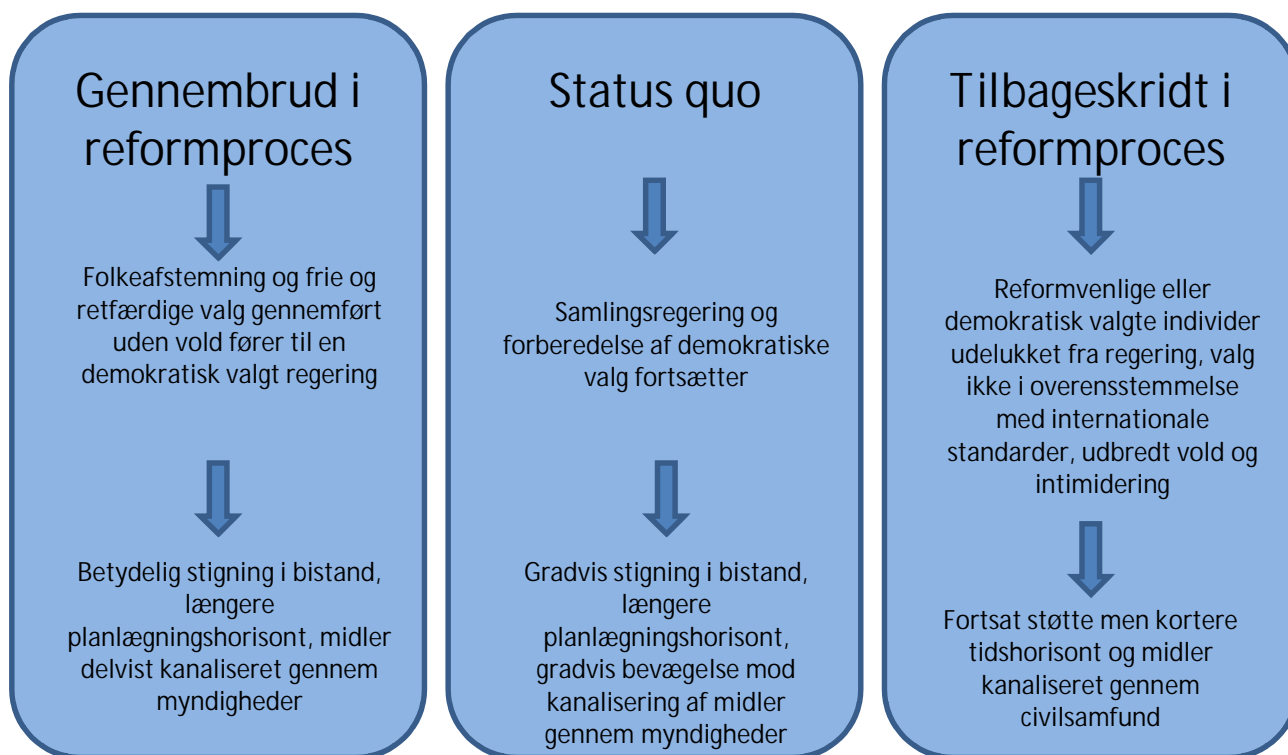 Gennembrud i
reformproces
Folkeafstemning og frie og
retfærdige valg gennemført
uden vold fører til en
demokratisk valgt regering
Betydelig stigning i bistand,
længere
planlægningshorisont, midler
delvist kanaliseret gennem
myndigheder
Status quo
Samlingsregering og
forberedelse af demokratiske
valg fortsætter
Gradvis stigning i bistand,
længere
planlægningshorisont,
gradvis bevægelse mod
kanalisering af midler
gennem myndigheder
Tilbageskridt i
reformproces
Reformvenlige eller
demokratisk valgte individer
udelukket fra regering, valg
ikke i overensstemmelse
med internationale
standarder, udbredt vold og
intimidering
Fortsat støtte men kortere
tidshorisont og midler
kanaliseret gennem
civilsamfund